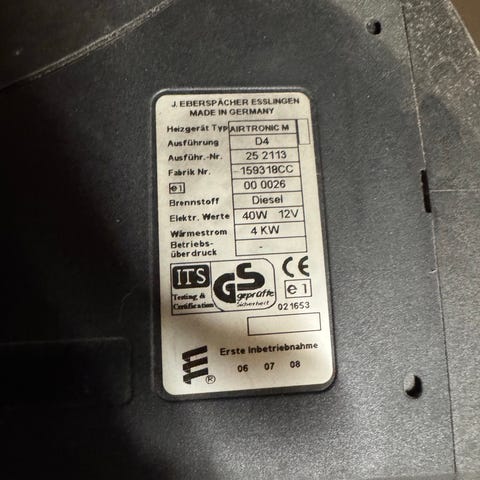 J. EBERSPÄCHER ESSLINGEN
MADE IN GERMANY
Heizgerät Typ AIRTRONIC M
Ausführung D4
Ausführ.-Nr. 25 2113
Fabrik Nr. 159318CC
e1 00 0026
Brennstoff Diesel
Elektr. Werte 40W 12V
Wärmestrom 4 KW
Betriebs-
überdruck -
ITS
Testing &
Certification
GS
geprüfte
Sicherheit
CE
e1
021653
Erste Inbetriebnahme
06 07 08
®